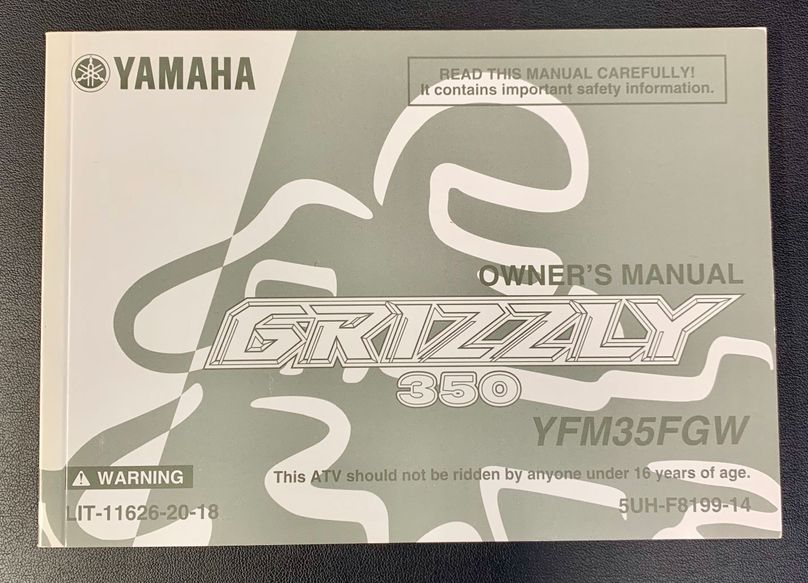 YAMAHA
READ THIS MANUAL CAREFULLY!
It contains important safety information.
OWNER'S MANUAL
GRIZZLY
350
YFM35FGW
WARNING
This ATV should not be ridden by anyone under 16 years of age.
LIT-11626-20-18
5UH-F8199-14